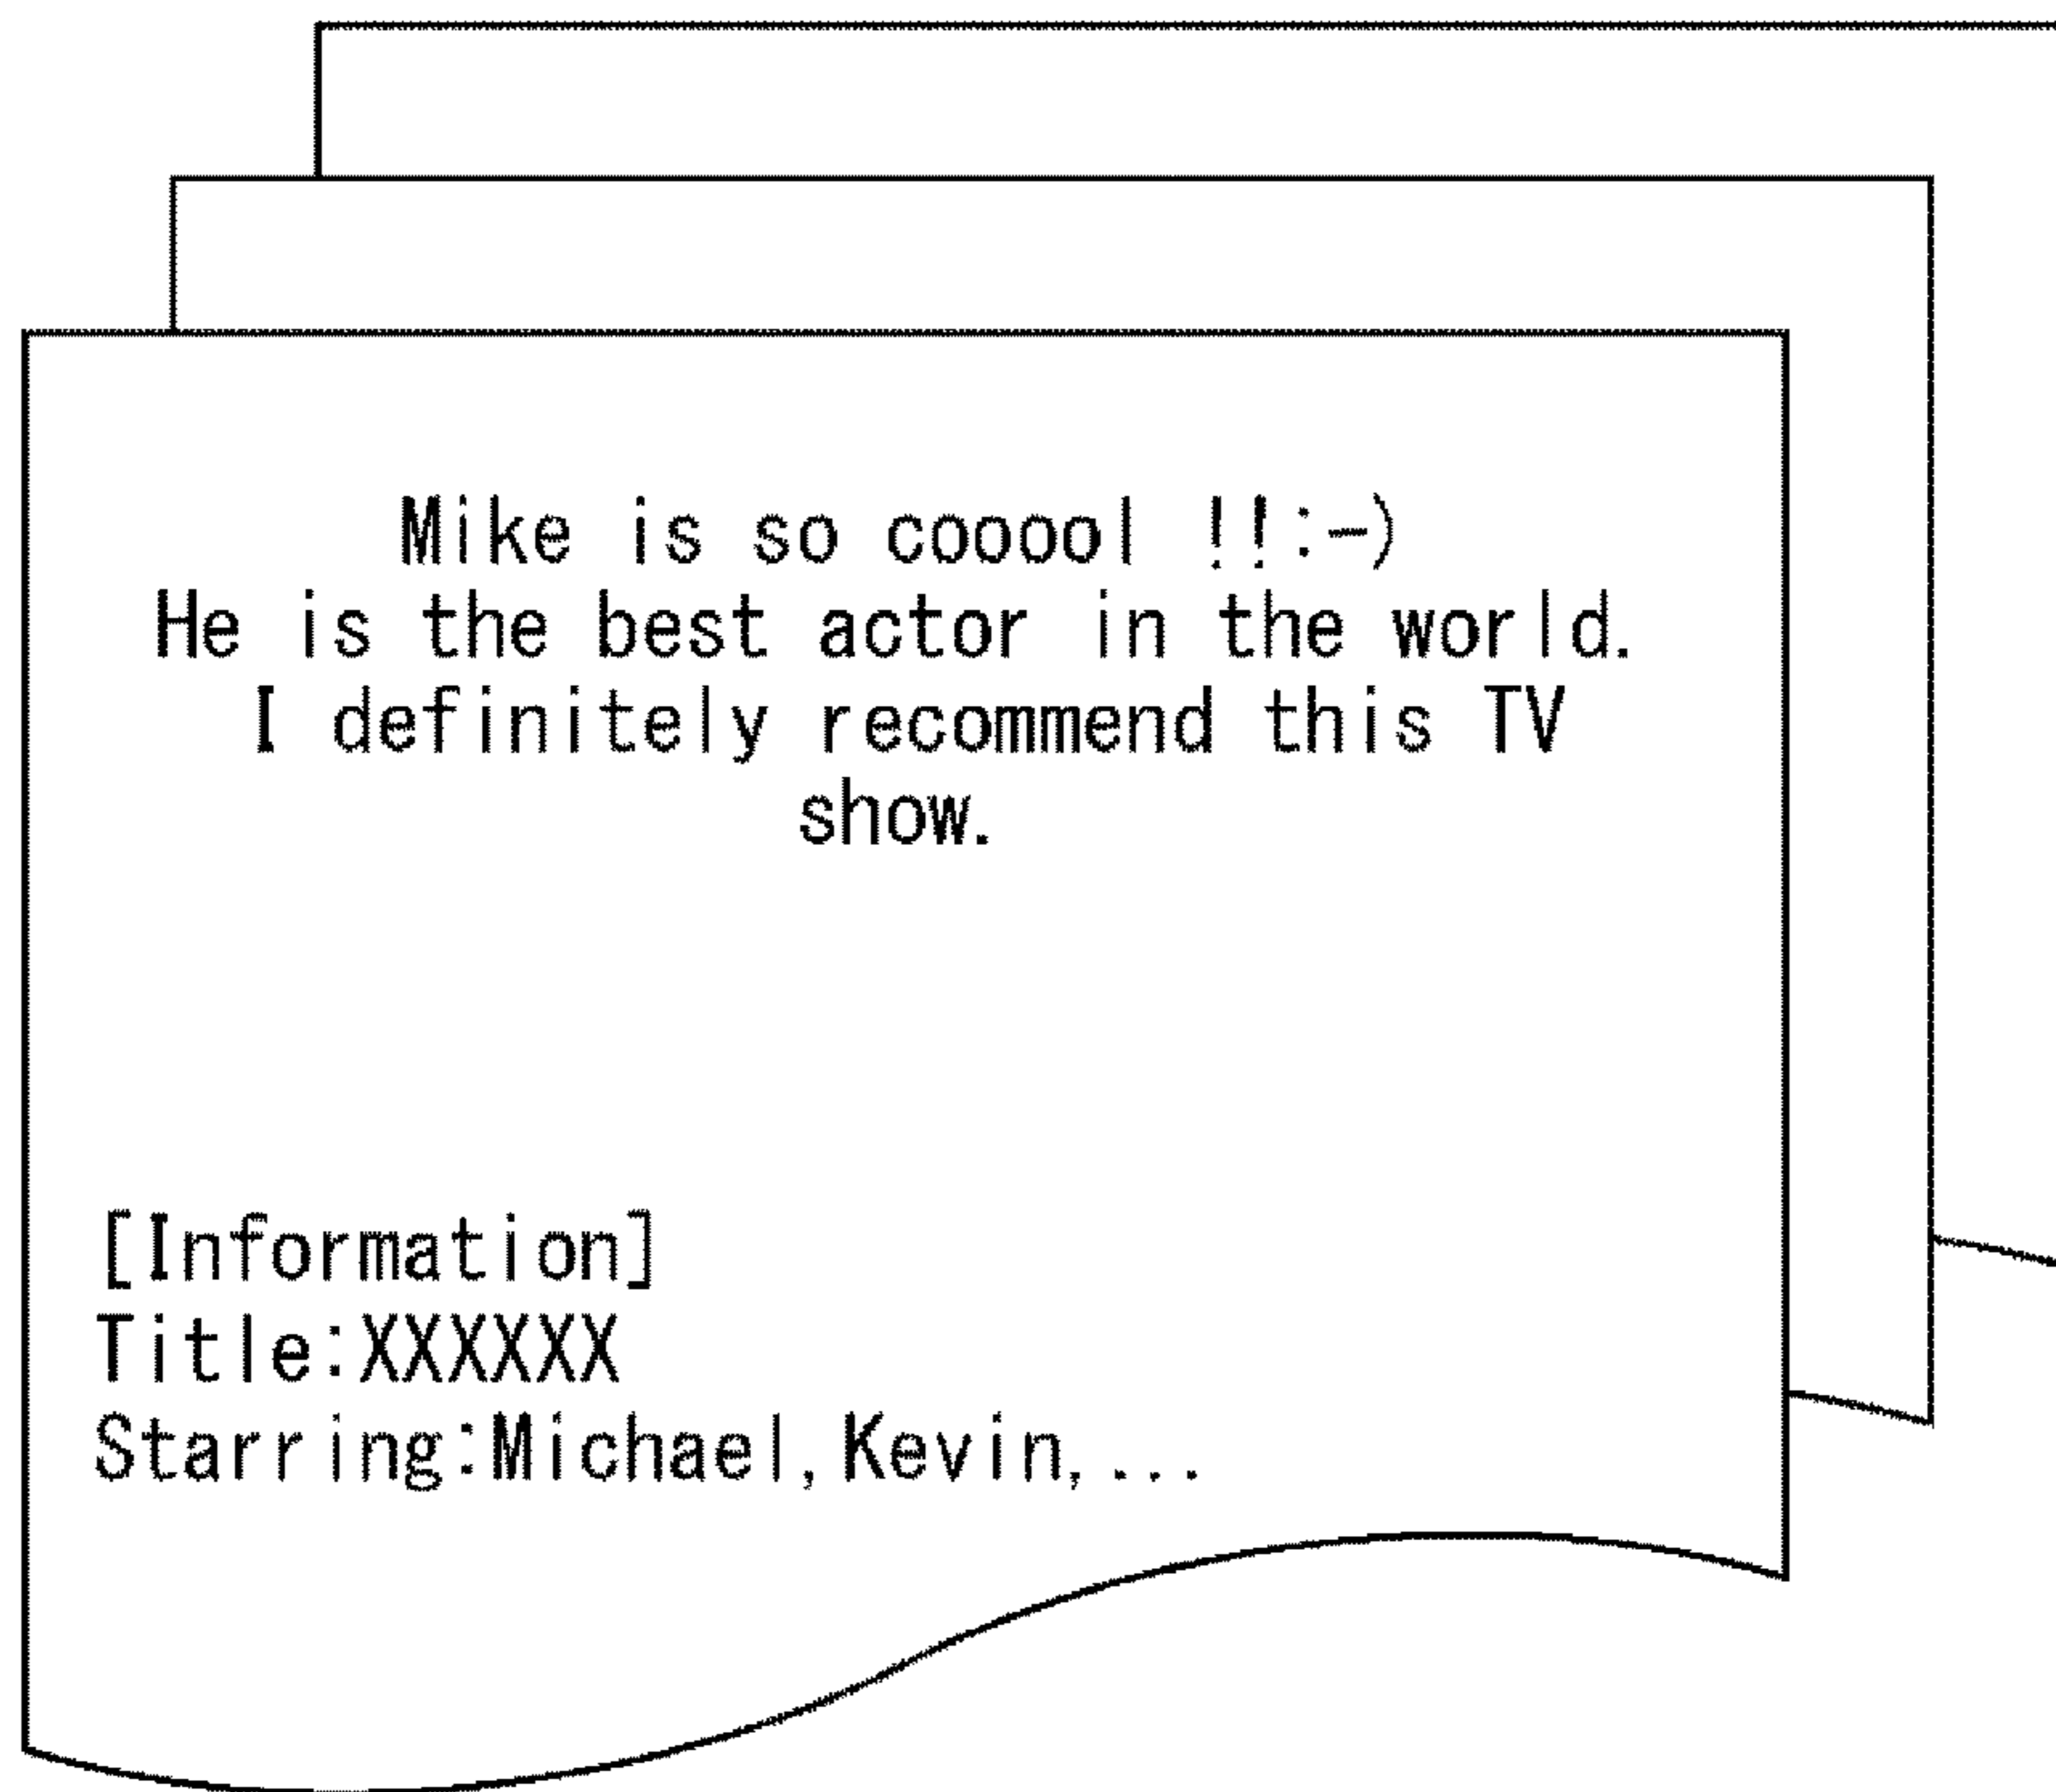 Mike is so cooool !!:-)
He is the best actor in the world.
I definitely recommend this TV
show.
[Information]
Title:XXXXXX
Starring:Michael,Kevin,...